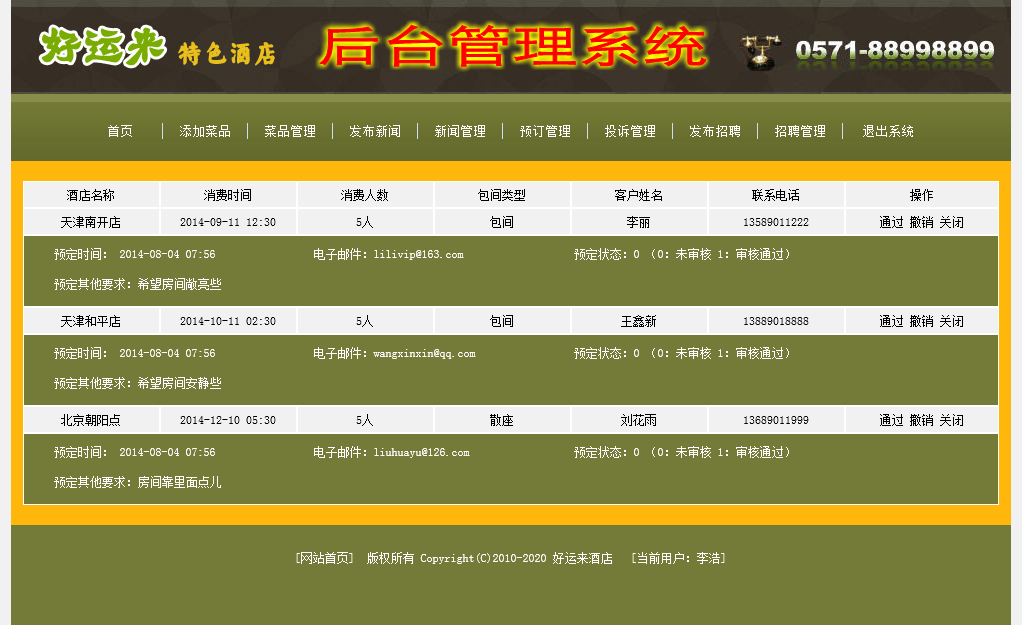 好运来 特色酒店 后台管理系统 0571-88998899
首页 添加菜品 菜品管理 发布新闻 新闻管理 预订管理 投诉管理 发布招聘 招聘管理 退出系统
酒店名称 消费时间 消费人数 包间类型 客户姓名 联系电话 操作
天津南开店 2014-09-11 12:30 5人 包间 李丽 13589011222 通过 撤销 关闭
预定时间： 2014-08-04 07:56 电子邮件：lilivip@163.com 预定状态：0 （0：未审核 1：审核通过）
预定其他要求：希望房间敞亮些
天津和平店 2014-10-11 02:30 5人 包间 王鑫新 13889018888 通过 撤销 关闭
预定时间： 2014-08-04 07:56 电子邮件：wangxinxin@qq.com 预定状态：0 （0：未审核 1：审核通过）
预定其他要求：希望房间安静些
北京朝阳点 2014-12-10 05:30 5人 散座 刘花雨 13689011999 通过 撤销 关闭
预定时间： 2014-08-04 07:56 电子邮件：liuhuayu@126.com 预定状态：0 （0：未审核 1：审核通过）
预定其他要求：房间靠里面点儿
[网站首页] 版权所有 Copyright(C)2010-2020 好运来酒店 [当前用户：李浩]